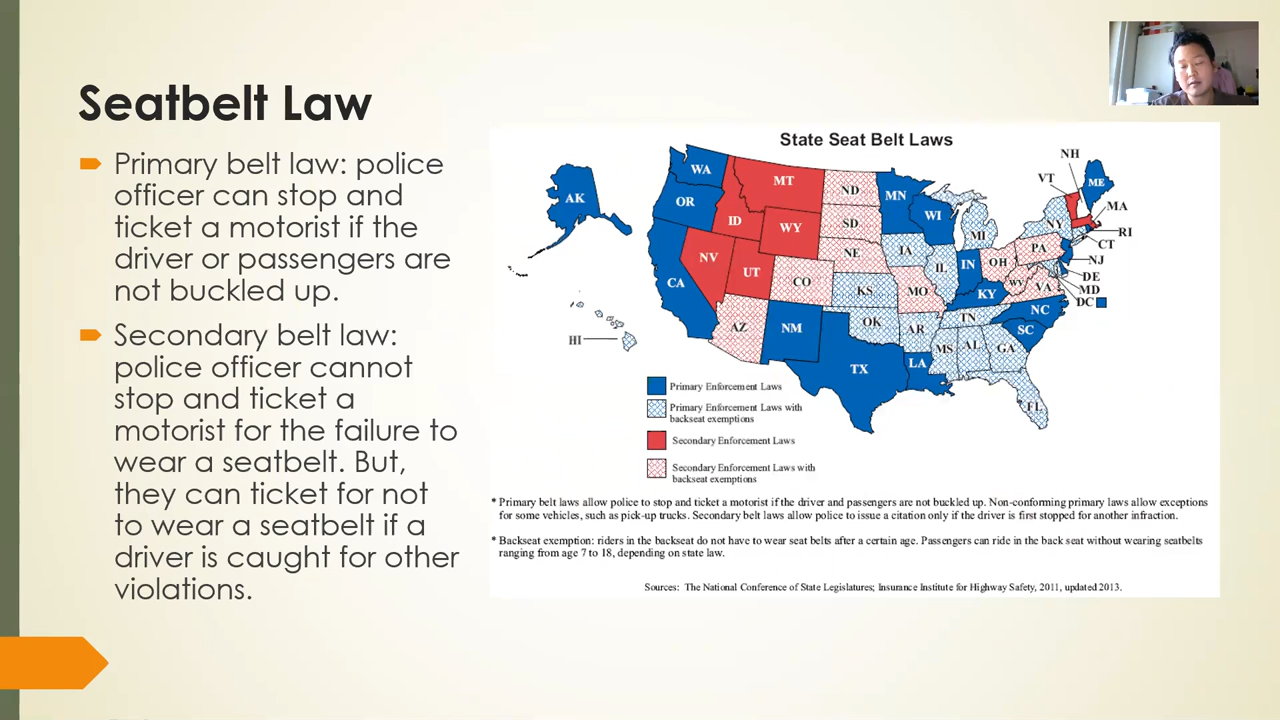 Seatbelt Law
Primary belt law: police
officer can stop and
ticket a motorist if the
driver or passengers are
not buckled up.
Secondary belt law:
police officer cannot
stop and ticket a
motorist for the failure to
wear a seatbelt. But,
they can ticket for not
to wear a seatbelt if a
driver is caught for other
violations.
State Seat Belt Laws
NH
VT
WA
MT
ND
MN
ME
AK
OR
ID
SD
WI
MA
WY
MI
NY
RI
NV
UT
NE
IA
PA
CT
NJ
CA
CO
IL
IN
OH
DE
KS
MO
WV
VA
MD
KY
DC
AZ
NM
OK
AR
TN
NC
SC
HI
MS
AL
GA
TX
LA
FL
Primary Enforcement Laws
Primary Enforcement Laws with
backseat exemptions
Secondary Enforcement Laws
Secondary Enforcement Laws with
backseat exemptions
* Primary belt laws allow police to stop and ticket a motorist if the driver and passengers are not buckled up. Non-conforming primary laws allow exceptions
for some vehicles, such as pick-up trucks. Secondary belt laws allow police to issue a citation only if the driver is first stopped for another infraction.
* Backseat exemption: riders in the backseat do not have to wear seat belts after a certain age. Passengers can ride in the back seat without wearing seatbelts
ranging from age 7 to 18, depending on state law.
Sources: The National Conference of State Legislatures; Insurance Institute for Highway Safety, 2011, updated 2013.